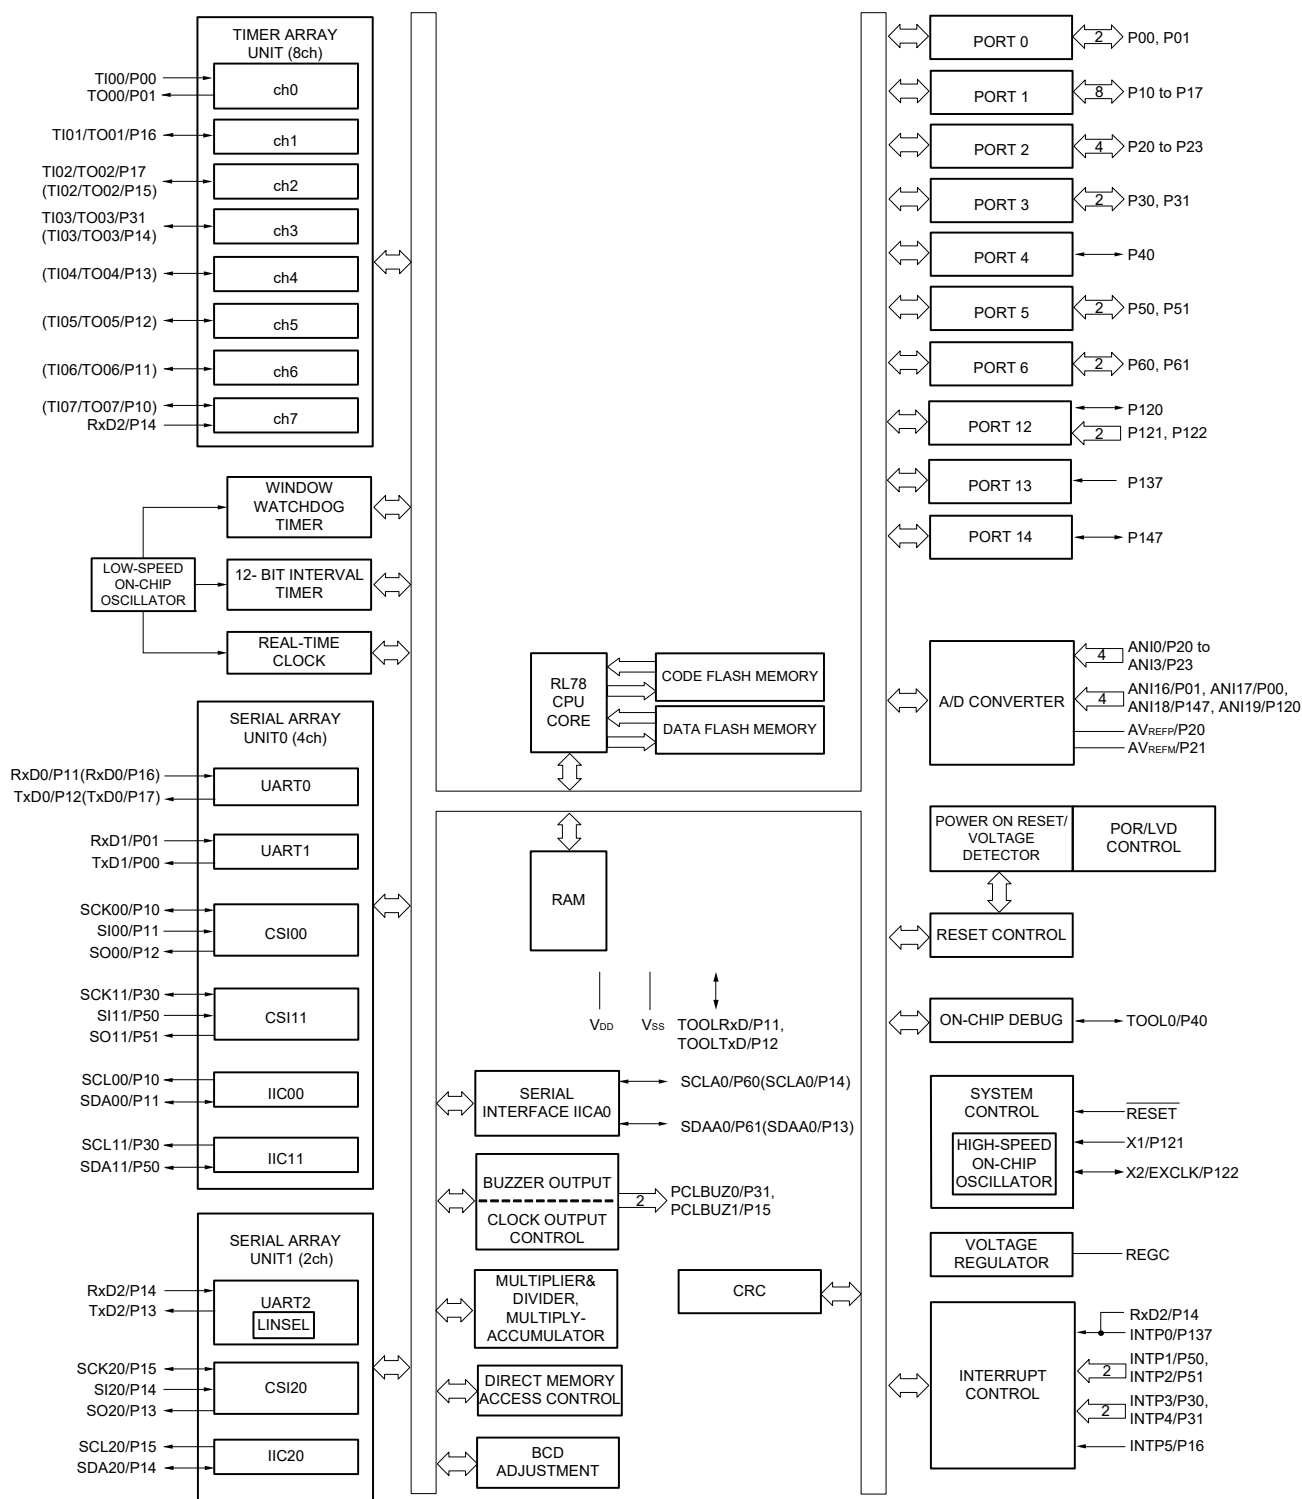 TIMER ARRAY
UNIT (8ch)
TI00/P00
TO00/P01
ch0
TI01/TO01/P16
ch1
TI02/TO02/P17
(TI02/TO02/P15)
ch2
TI03/TO03/P31
(TI03/TO03/P14)
ch3
(TI04/TO04/P13)
ch4
(TI05/TO05/P12)
ch5
(TI06/TO06/P11)
ch6
(TI07/TO07/P10)
RxD2/P14
ch7
WINDOW
WATCHDOG
TIMER
LOW-SPEED
ON-CHIP
OSCILLATOR
12- BIT INTERVAL
TIMER
REAL-TIME
CLOCK
SERIAL ARRAY
UNIT0 (4ch)
RxD0/P11(RxD0/P16)
TxD0/P12(TxD0/P17)
UART0
RxD1/P01
TxD1/P00
UART1
SCK00/P10
SI00/P11
SO00/P12
CSI00
SCK11/P30
SI11/P50
SO11/P51
CSI11
SCL00/P10
SDA00/P11
IIC00
SCL11/P30
SDA11/P50
IIC11
SERIAL ARRAY
UNIT1 (2ch)
RxD2/P14
TxD2/P13
UART2
LINSEL
SCK20/P15
SI20/P14
SO20/P13
CSI20
SCL20/P15
SDA20/P14
IIC20
RL78
CPU
CORE
CODE FLASH MEMORY
DATA FLASH MEMORY
RAM
VDD
VSS
TOOLRxD/P11,
TOOLTxD/P12
SERIAL
INTERFACE IICA0
SCLA0/P60(SCLA0/P14)
SDAA0/P61(SDAA0/P13)
BUZZER OUTPUT
CLOCK OUTPUT
CONTROL
2
PCLBUZ0/P31,
PCLBUZ1/P15
MULTIPLIER&
DIVIDER,
MULTIPLY-
ACCUMULATOR
CRC
DIRECT MEMORY
ACCESS CONTROL
BCD
ADJUSTMENT
PORT 0
2
P00, P01
PORT 1
8
P10 to P17
PORT 2
4
P20 to P23
PORT 3
2
P30, P31
PORT 4
P40
PORT 5
2
P50, P51
PORT 6
2
P60, P61
PORT 12
P120
2
P121, P122
PORT 13
P137
PORT 14
P147
A/D CONVERTER
4
ANI0/P20 to
ANI3/P23
4
ANI16/P01, ANI17/P00,
ANI18/P147, ANI19/P120
AVREFP/P20
AVREFM/P21
POWER ON RESET/
VOLTAGE
DETECTOR
POR/LVD
CONTROL
RESET CONTROL
ON-CHIP DEBUG
TOOL0/P40
SYSTEM
CONTROL
HIGH-SPEED
ON-CHIP
OSCILLATOR
RESET
X1/P121
X2/EXCLK/P122
VOLTAGE
REGULATOR
REGC
INTERRUPT
CONTROL
RxD2/P14
INTP0/P137
2
INTP1/P50,
INTP2/P51
2
INTP3/P30,
INTP4/P31
INTP5/P16